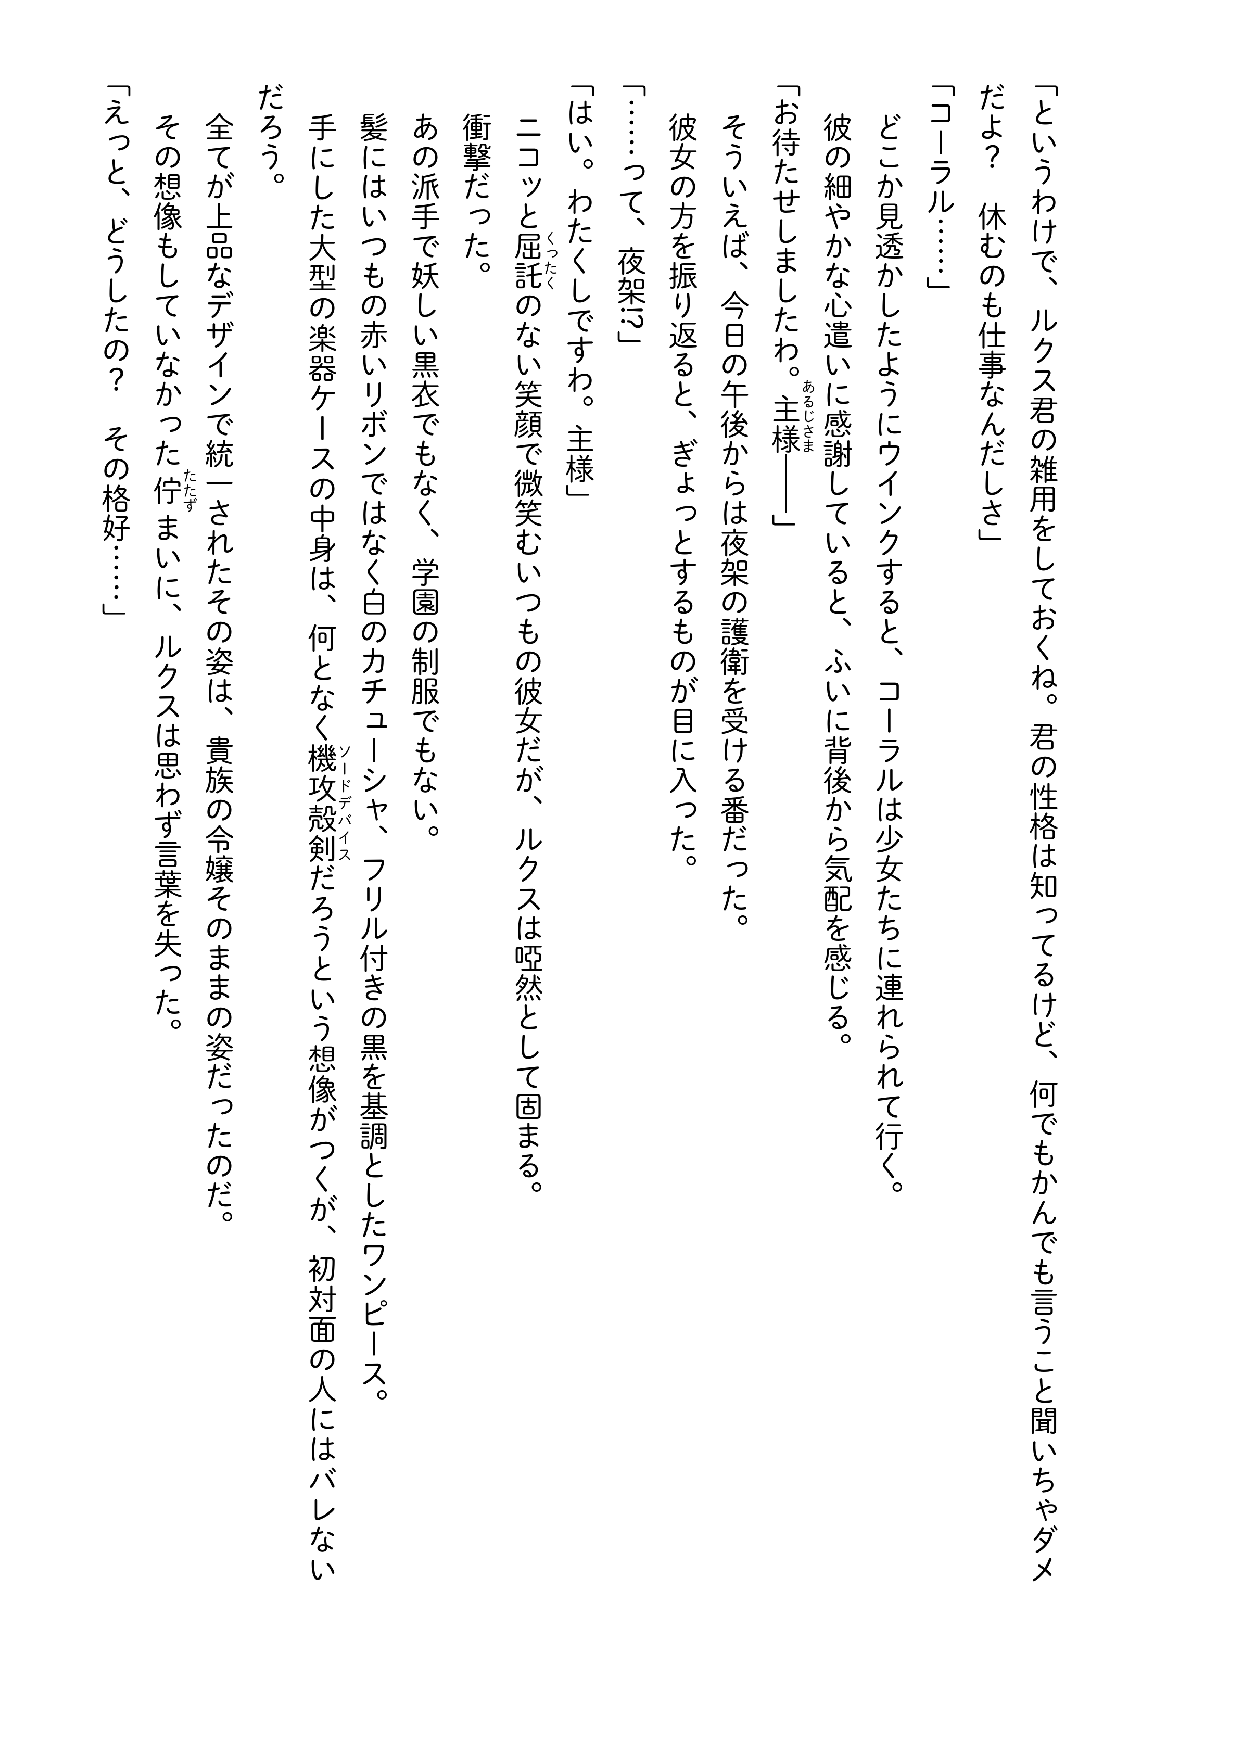 「というわけで、ルクス君の雑用をしておくね。君の性格は知ってるけど、何でもかんでも言うこと聞いちゃダメ
だよ？　休むのも仕事なんだしさ」
「コーラル……」
　どこか見透かしたようにウインクすると、コーラルは少女たちに連れられて行く。
　彼の細やかな心遣いに感謝していると、ふいに背後から気配を感じる。
「お待たせしましたわ。主様――」
あるじさま
　そういえば、今日の午後からは夜架の護衛を受ける番だった。
　彼女の方を振り返ると、ぎょっとするものが目に入った。
「……って、夜架!?」
「はい。わたくしですわ。主様」
　ニコッと屈託のない笑顔で微笑むいつもの彼女だが、ルクスは啞然として固まる。
くったく
　衝撃だった。
　あの派手で妖しい黒衣でもなく、学園の制服でもない。
　髪にはいつもの赤いリボンではなく白のカチューシャ、フリル付きの黒を基調としたワンピース。
　手にした大型の楽器ケースの中身は、何となく機攻殻剣だろうという想像がつくが、初対面の人にはバレない
ソードデバイス
だろう。
　全てが上品なデザインで統一されたその姿は、貴族の令嬢そのままの姿だったのだ。
　その想像もしていなかった佇まいに、ルクスは思わず言葉を失った。
たたず
「えっと、どうしたの？　その格好……」